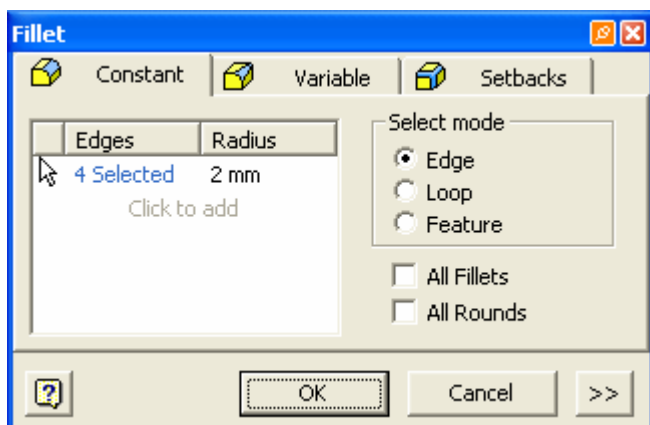 Fillet
Constant Variable Setbacks
Edges Radius
4 Selected 2 mm
Click to add
Select mode
Edge
Loop
Feature
All Fillets
All Rounds
? OK Cancel >>